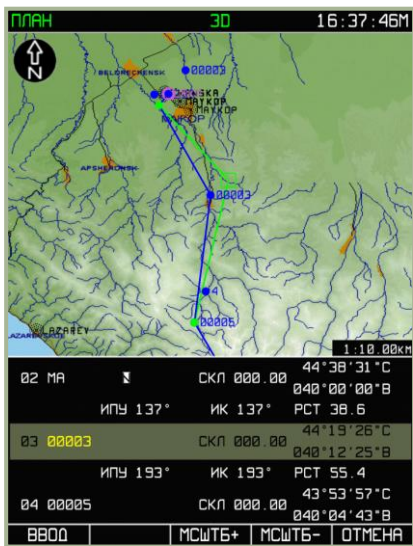 ПЛАН 3D 16:37:46М
N
BELORECHENSK
00003
MAYKOP
MAYKOP
APSHERONSK
00003
4
00005
LAZAREV
1:10.00км
02 МА СКЛ 000.00 44°38'31"С
040°00'00"В
ИПУ 137° ИК 137° РСТ 38.6
03 00003 СКЛ 000.00 44°19'26"С
040°12'25"В
ИПУ 193° ИК 193° РСТ 55.4
04 00005 СКЛ 000.00 43°53'57"С
040°04'43"В
ВВОД МСШТБ+ МСШТБ- ОТМЕНА